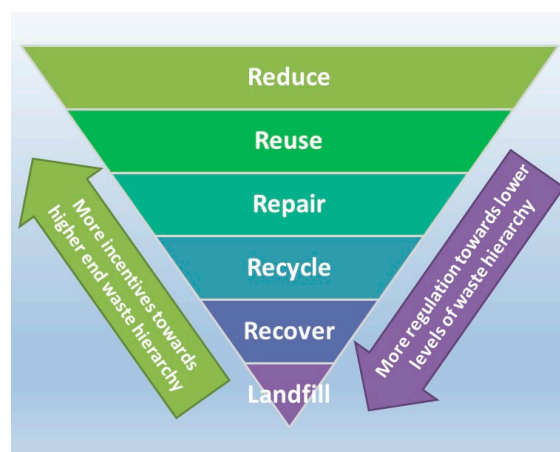 Reduce
Reuse
Repair
Recycle
Recover
Landfill
More incentives towards
higher end waste hierarchy
More regulation towards lower
levels of waste hierarchy